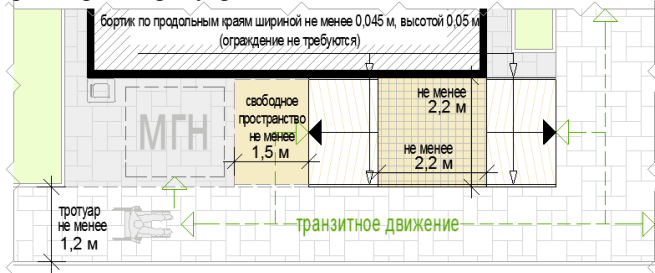 бортик по продольным краям шириной не менее 0,045 м, высотой 0,05 м
(ограждение не требуются)
свободное
пространство
не менее
1,5 м
не менее
2,2 м
МГН
не менее
2,2 м
тротуар
не менее
1,2 м
транзитное движение